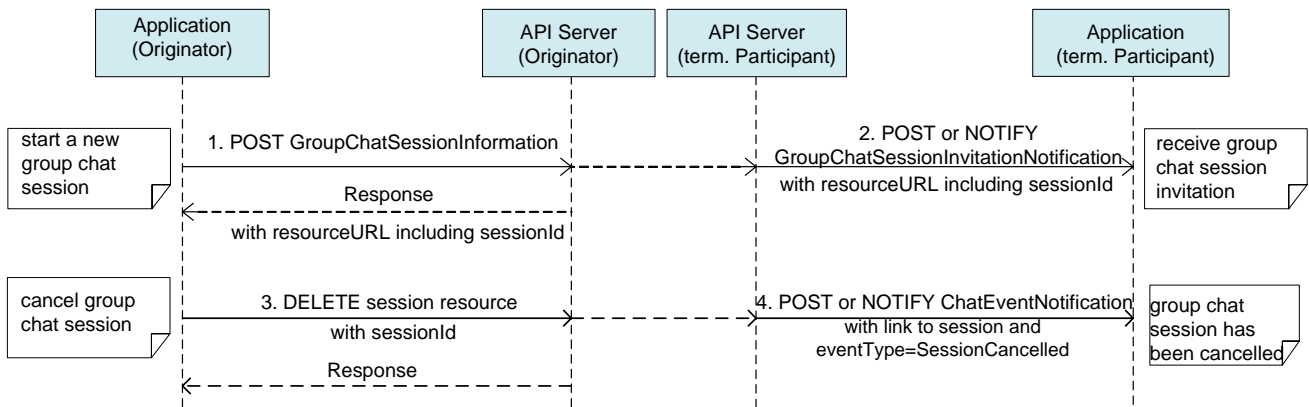 Application
(Originator)
API Server
(Originator)
API Server
(term. Participant)
Application
(term. Participant)
start a new
group chat
session
1. POST GroupChatSessionInformation
2. POST or NOTIFY
GroupChatSessionInvitationNotification
with resourceURL including sessionId
receive group
chat session
invitation
Response
with resourceURL including sessionId
cancel group
chat session
3. DELETE session resource
with sessionId
4. POST or NOTIFY ChatEventNotification
with link to session and
eventType=SessionCancelled
group chat
session has
been cancelled
Response